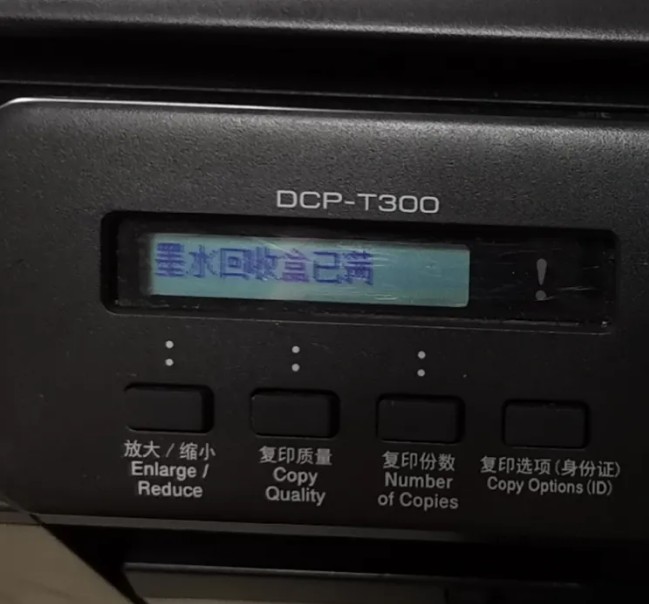 DCP-T300
墨水回收盒已满
!
放大 / 缩小
Enlarge /
Reduce
复印质量
Copy
Quality
复印份数
Number
of Copies
复印选项(身份证)
Copy Options (ID)